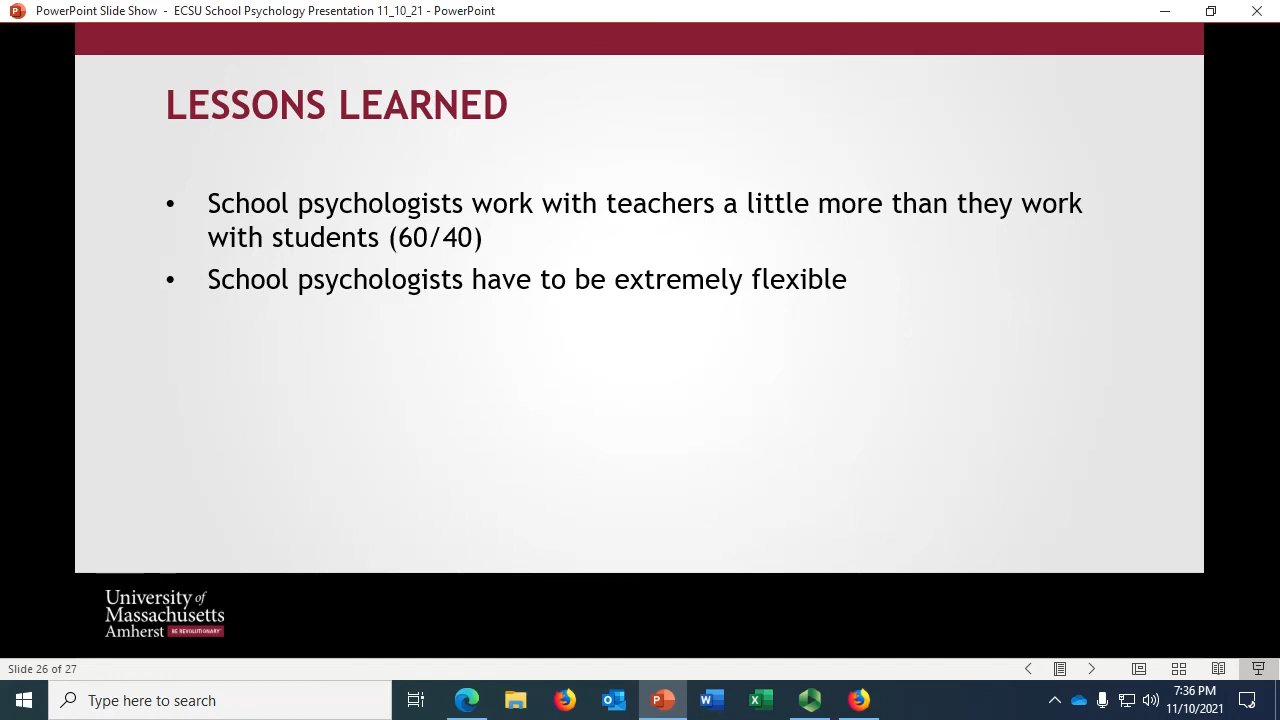 PowerPoint Slide Show - ECSU School Psychology Presentation 11_10_21 - PowerPoint
LESSONS LEARNED
• School psychologists work with teachers a little more than they work
with students (60/40)
• School psychologists have to be extremely flexible
University of
Massachusetts
Amherst BE REVOLUTIONARY™
Slide 26 of 27
Type here to search
7:36 PM
11/10/2021